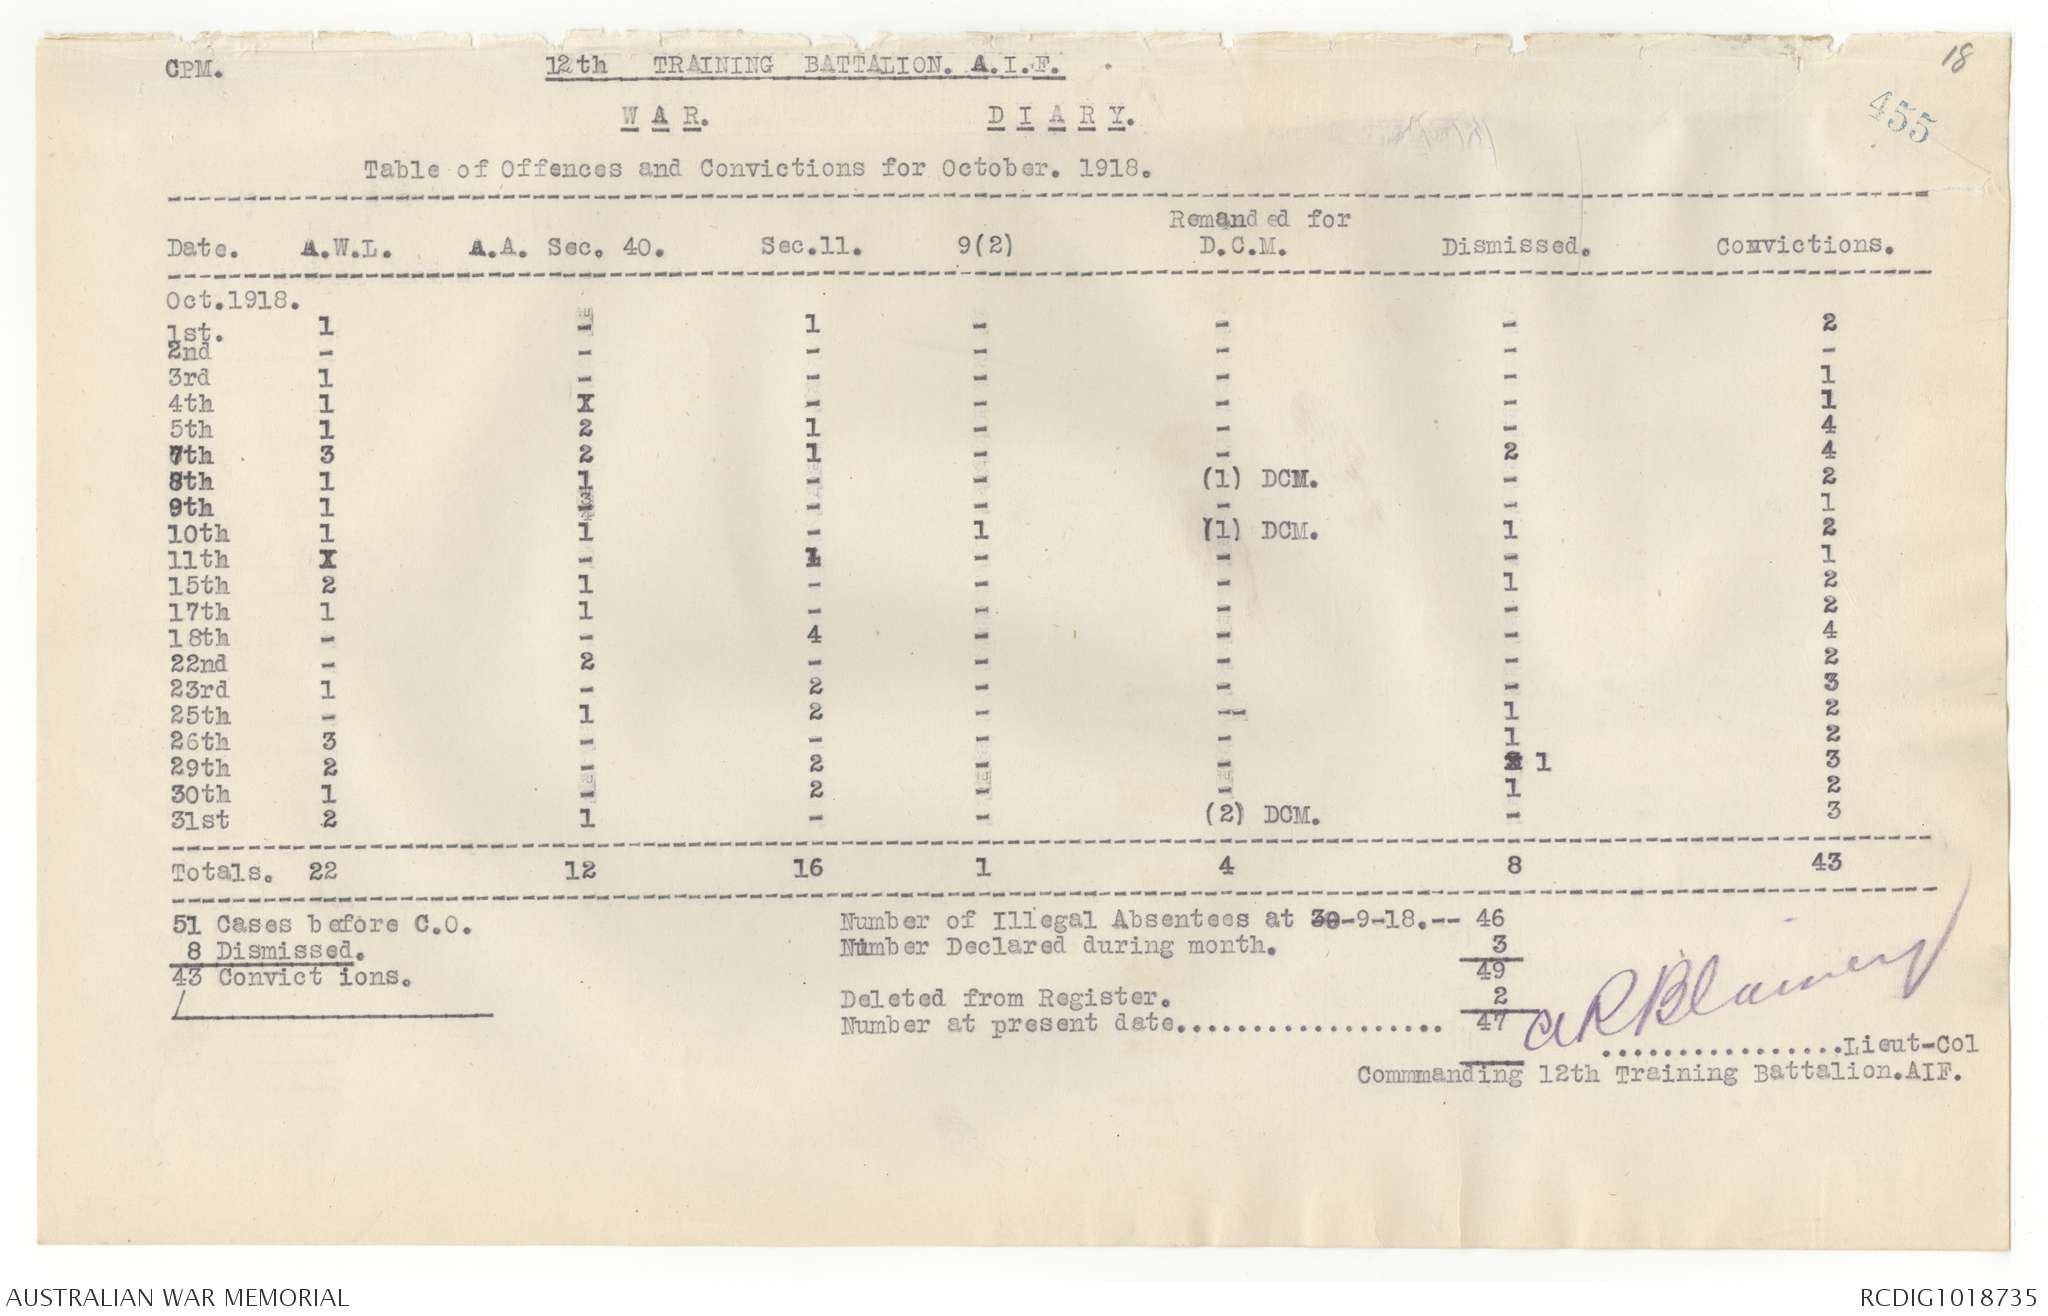 CPM. 12th TRAINING BATTALION. A.I.F. 18
455
W A R. D I A R Y.
Table of Offences and Convictions for October. 1918.
Remanded for
Date. A.W.L. A.A. Sec. 40. Sec.11. 9(2) D.C.M. Dismissed. Convictions.
Oct.1918.
1st. 1 - 1 - - - 2
2nd - - - - - - -
3rd 1 - - - - - 1
4th 1 X - - - - 1
5th 1 2 1 - - - 4
7th 3 2 1 - - 2 4
8th 1 1 - - (1) DCM. - 2
9th 1 - - - - - 1
10th 1 1 - 1 (1) DCM. 1 2
11th X - 1 - - - 1
15th 2 1 - - - 1 2
17th 1 1 - - - - 2
18th - - 4 - - - 4
22nd - 2 - - - - 2
23rd 1 - 2 - - - 3
25th - 1 2 - -- 1 2
26th 3 - - - - 1 2
29th 2 - 2 - - 1 3
30th 1 - 2 - - 1 2
31st 2 1 - - (2) DCM. - 3
Totals. 22 12 16 1 4 8 43
51 Cases before C.O. Number of Illegal Absentees at 30-9-18.-- 46
8 Dismissed. Number Declared during month. 3
43 Convict ions. 49
Deleted from Register. 2
Number at present date.................. 47
ARBlainey
................Lieut-Col
Commmanding 12th Training Battalion.AIF.
AUSTRALIAN WAR MEMORIAL RCDIG1018735